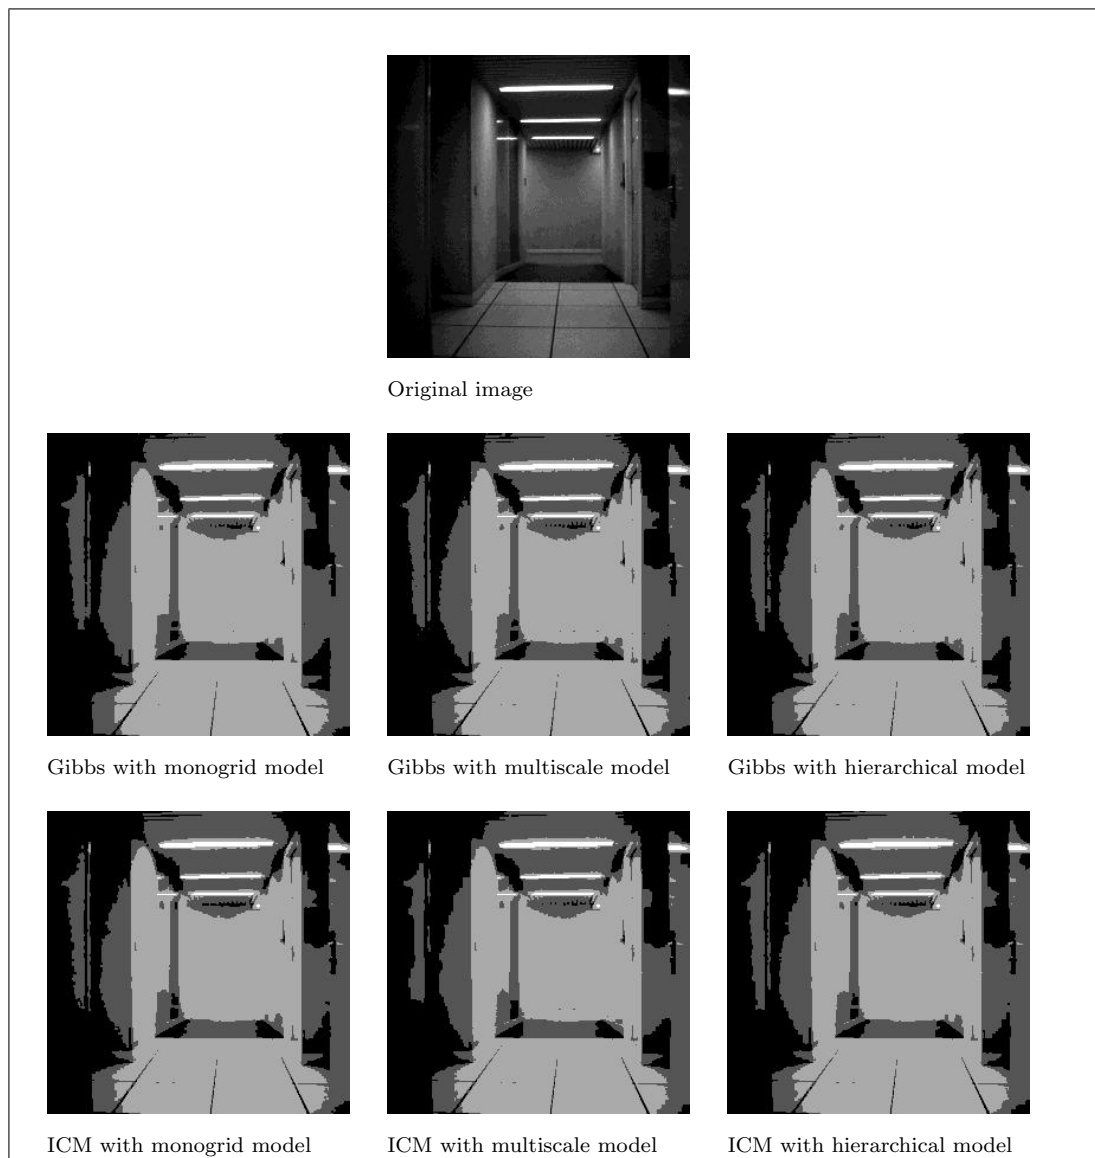 Original image
Gibbs with monogrid model
Gibbs with multiscale model
Gibbs with hierarchical model
ICM with monogrid model
ICM with multiscale model
ICM with hierarchical model